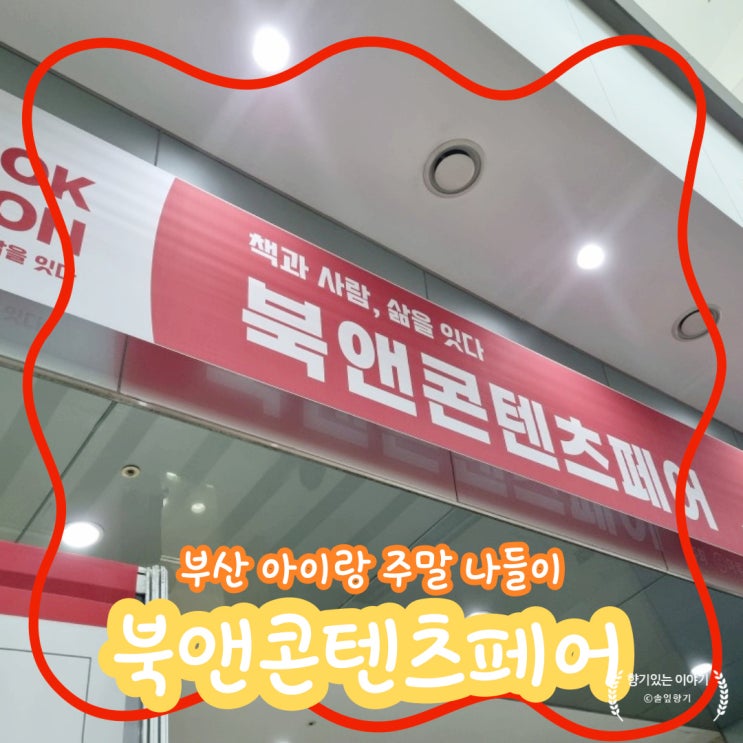 OK
ON
을 잇다
책과 사람, 삶을 잇다
북앤콘텐츠페어
부산 아이랑 주말 나들이
북앤콘텐츠페어
향기있는 이야기
©솔잎향기